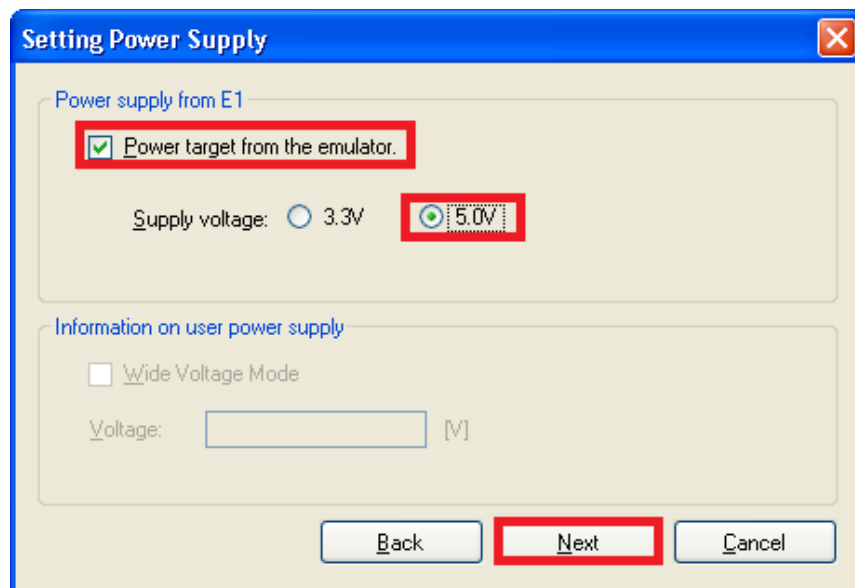 Setting Power Supply
Power supply from E1
Power target from the emulator.
Supply voltage: 3.3V 5.0V
Information on user power supply
Wide Voltage Mode
Voltage: [V]
Back Next Cancel